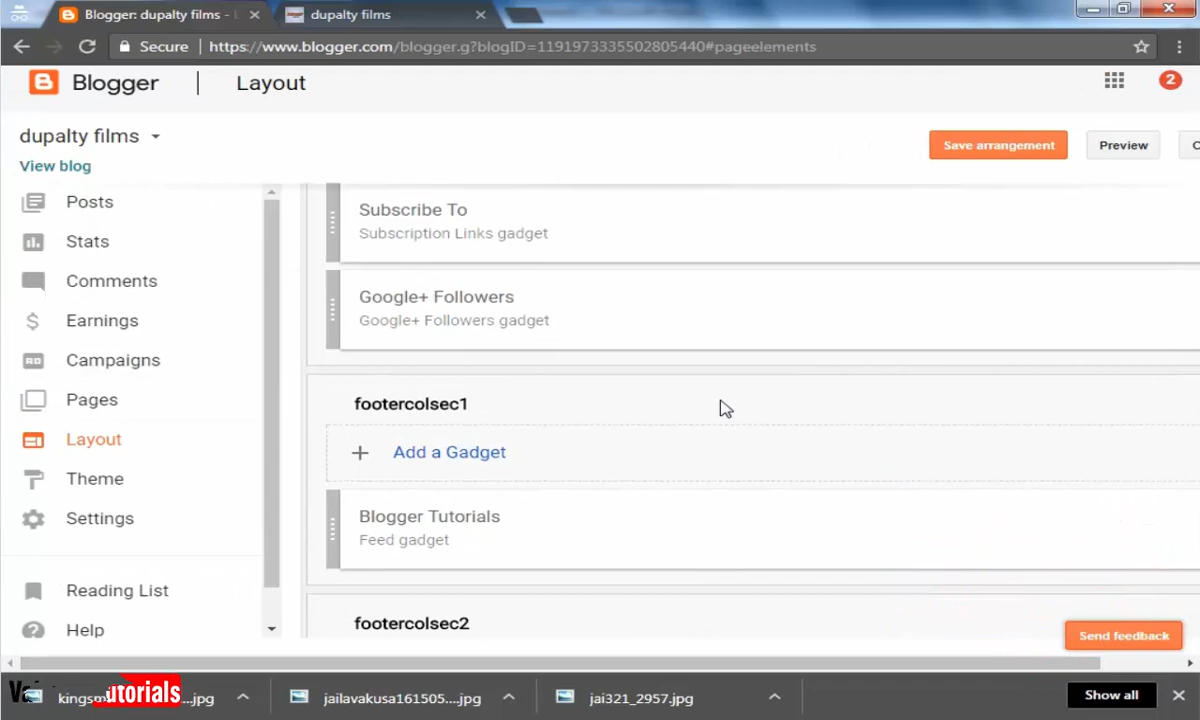 Blogger: dupalty films - L
dupalty films
Secure
https://www.blogger.com/blogger.g?blogID=1191973335502805440#pageelements
Blogger
Layout
2
dupalty films
View blog
Save arrangement
Preview
Posts
Stats
Comments
Earnings
Campaigns
Pages
Layout
Theme
Settings
Reading List
Help
Subscribe To
Subscription Links gadget
Google+ Followers
Google+ Followers gadget
footercolsec1
Add a Gadget
Blogger Tutorials
Feed gadget
footercolsec2
Send feedback
utorials
jailavakusa161505....jpg
jai321_2957.jpg
Show all